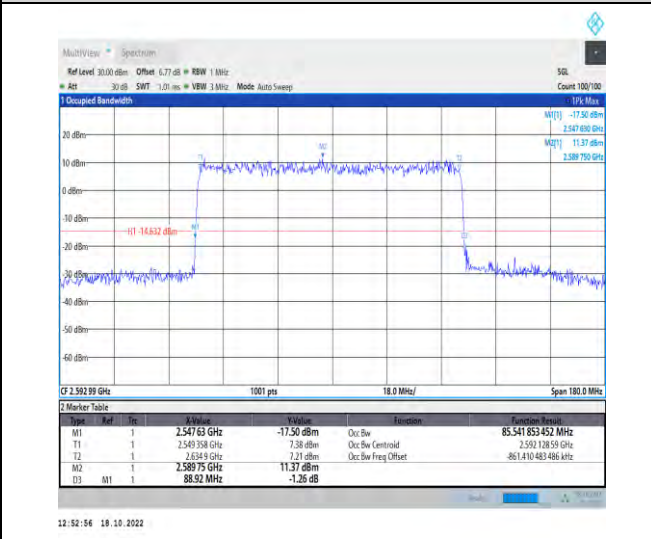 MultiView Spectrum
Ref Level 30.00 dBm Offset 6.77 dB RBW 1 MHz SGL
Att 30 dB SWT 1.01 ms VBW 3 MHz Mode Auto Sweep Count 100/100
1 Occupied Bandwidth 1Pk Max
M1[1] -17.50 dBm
2.547 630 GHz
M2[1] 11.37 dBm
2.589 750 GHz
20 dBm
M2
T1 T2
10 dBm
0 dBm
-10 dBm
H1 -14.632 dBm M1
-20 dBm
-30 dBm
-40 dBm
-50 dBm
-60 dBm
CF 2.592 99 GHz 1001 pts 18.0 MHz/ Span 180.0 MHz
2 Marker Table
Type Ref Trc X-Value Y-Value Function Function Result
M1 1 2.547 63 GHz -17.50 dBm Occ Bw 85.541 853 452 MHz
T1 1 2.549 358 GHz 7.38 dBm Occ Bw Centroid 2.592 128 59 GHz
T2 1 2.634 9 GHz 7.21 dBm Occ Bw Freq Offset -861.410 483 486 kHz
M2 1 2.589 75 GHz 11.37 dBm
D3 M1 1 88.92 MHz -1.26 dB
12:52:56 18.10.2022